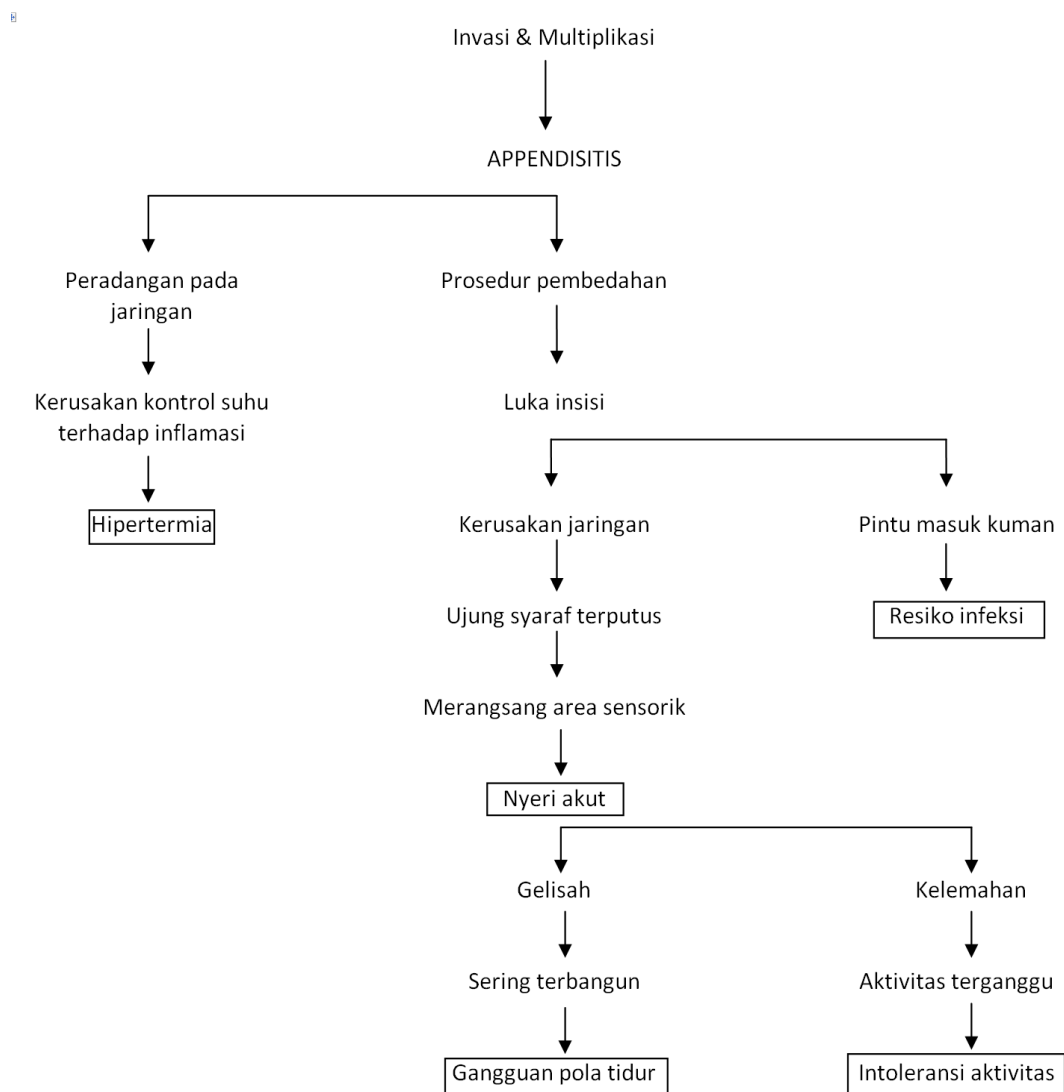 Invasi & Multiplikasi
APPENDISITIS
Peradangan pada
jaringan
Prosedur pembedahan
Kerusakan kontrol suhu
terhadap inflamasi
Luka insisi
Hipertermia
Kerusakan jaringan
Pintu masuk kuman
Ujung syaraf terputus
Resiko infeksi
Merangsang area sensorik
Nyeri akut
Gelisah
Kelemahan
Sering terbangun
Aktivitas terganggu
Gangguan pola tidur
Intoleransi aktivitas